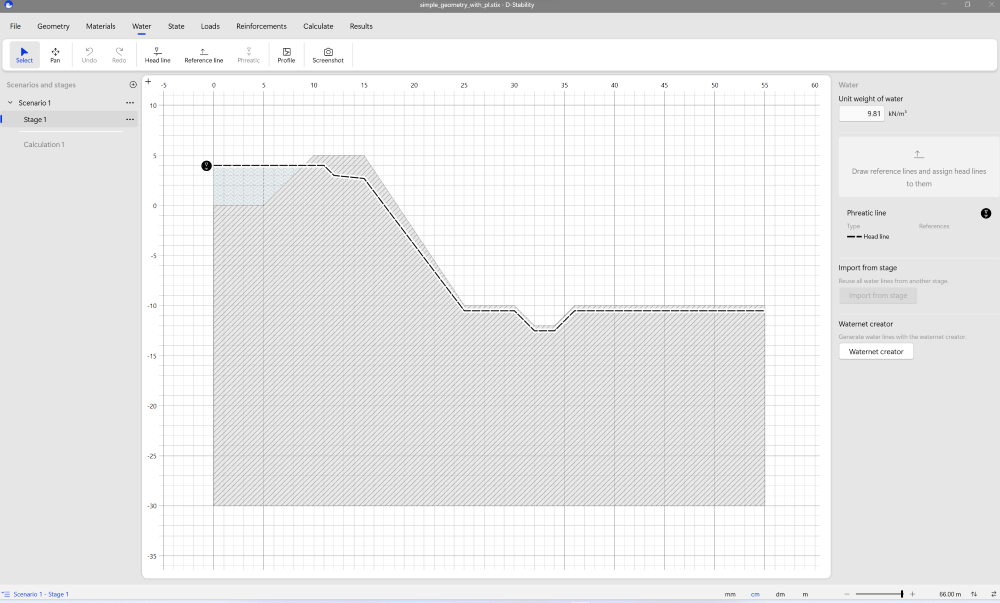 simple_geometry_with_pl.stix - D-Stability
File Geometry Materials Water State Loads Reinforcements Calculate Results
Select Pan Undo Redo Head line Reference line Phreatic Profile Screenshot
Scenarios and stages
Scenario 1
Stage 1
Calculation 1
-5 0 5 10 15 20 25 30 35 40 45 50 55 60
10
5
0
-5
-10
-15
-20
-25
-30
-35
Water
Unit weight of water
9.81 kN/m³
Draw reference lines and assign head lines
to them
Phreatic line
Type References
Head line
Import from stage
Reuse all water lines from another stage.
Import from stage
Waternet creator
Generate water lines with the waternet creator.
Waternet creator
Scenario 1 - Stage 1
mm cm dm m
66.00 m